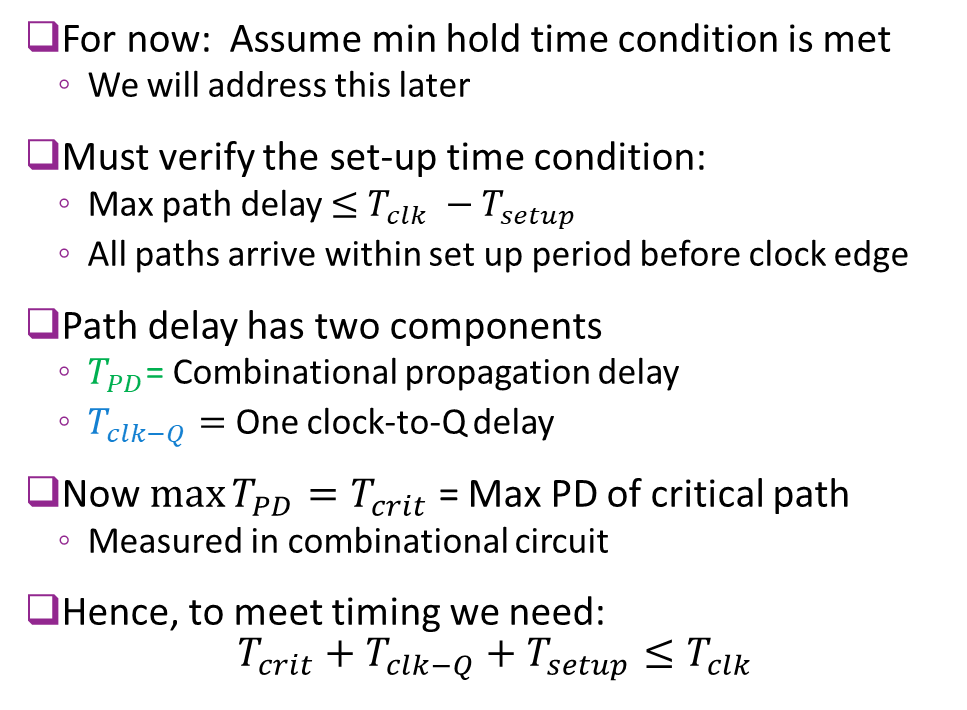 ❑For now: Assume min hold time condition is met
◦ We will address this later
❑Must verify the set-up time condition:
◦ Max path delay ≤ T_{clk} − T_{setup}
◦ All paths arrive within set up period before clock edge
❑Path delay has two components
◦ T_{PD}= Combinational propagation delay
◦ T_{clk−Q} = One clock-to-Q delay
❑Now max T_{PD} = T_{crit} = Max PD of critical path
◦ Measured in combinational circuit
❑Hence, to meet timing we need:
T_{crit} + T_{clk−Q} + T_{setup} ≤ T_{clk}